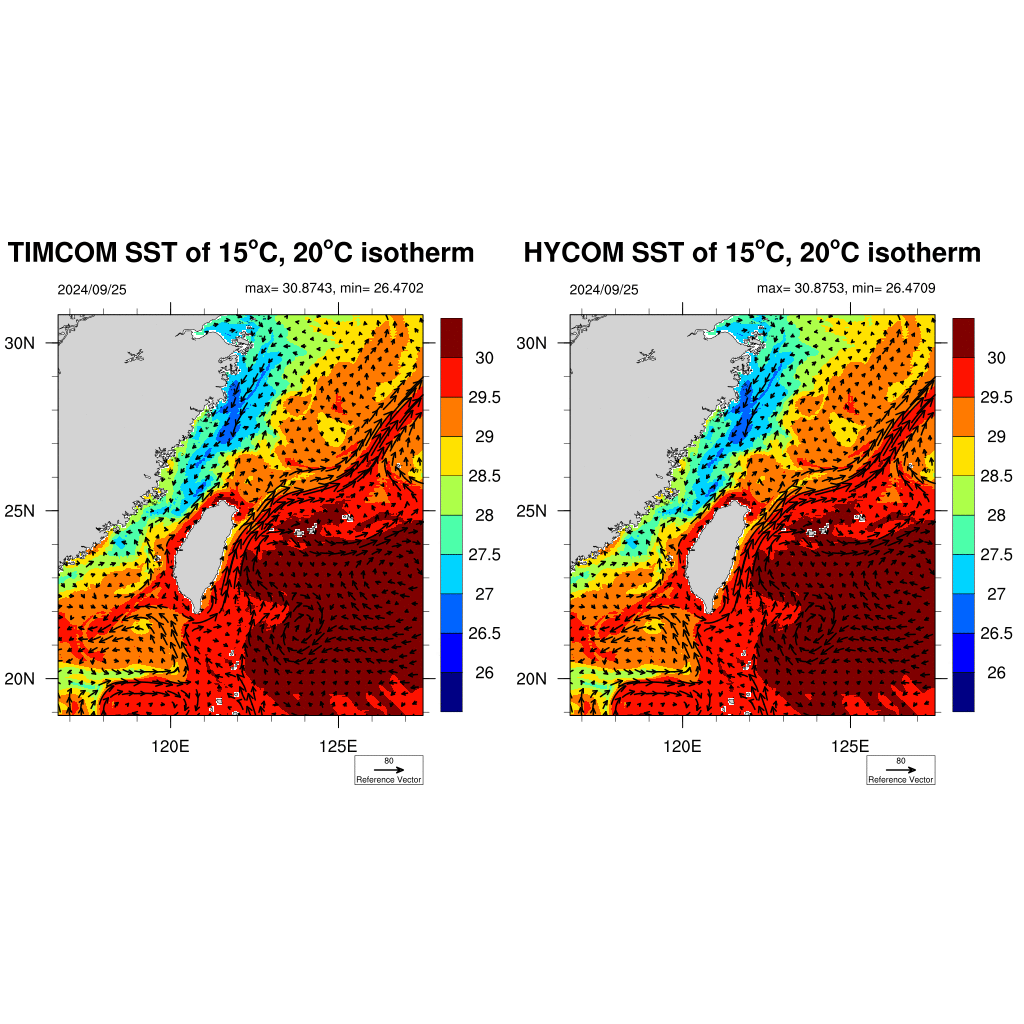 TIMCOM SST of 15°C, 20°C isotherm
2024/09/25
max= 30.8743, min= 26.4702
30N
25N
20N
120E
125E
30
29.5
29
28.5
28
27.5
27
26.5
26
80
Reference Vector
HYCOM SST of 15°C, 20°C isotherm
2024/09/25
max= 30.8753, min= 26.4709
30N
25N
20N
120E
125E
30
29.5
29
28.5
28
27.5
27
26.5
26
80
Reference Vector